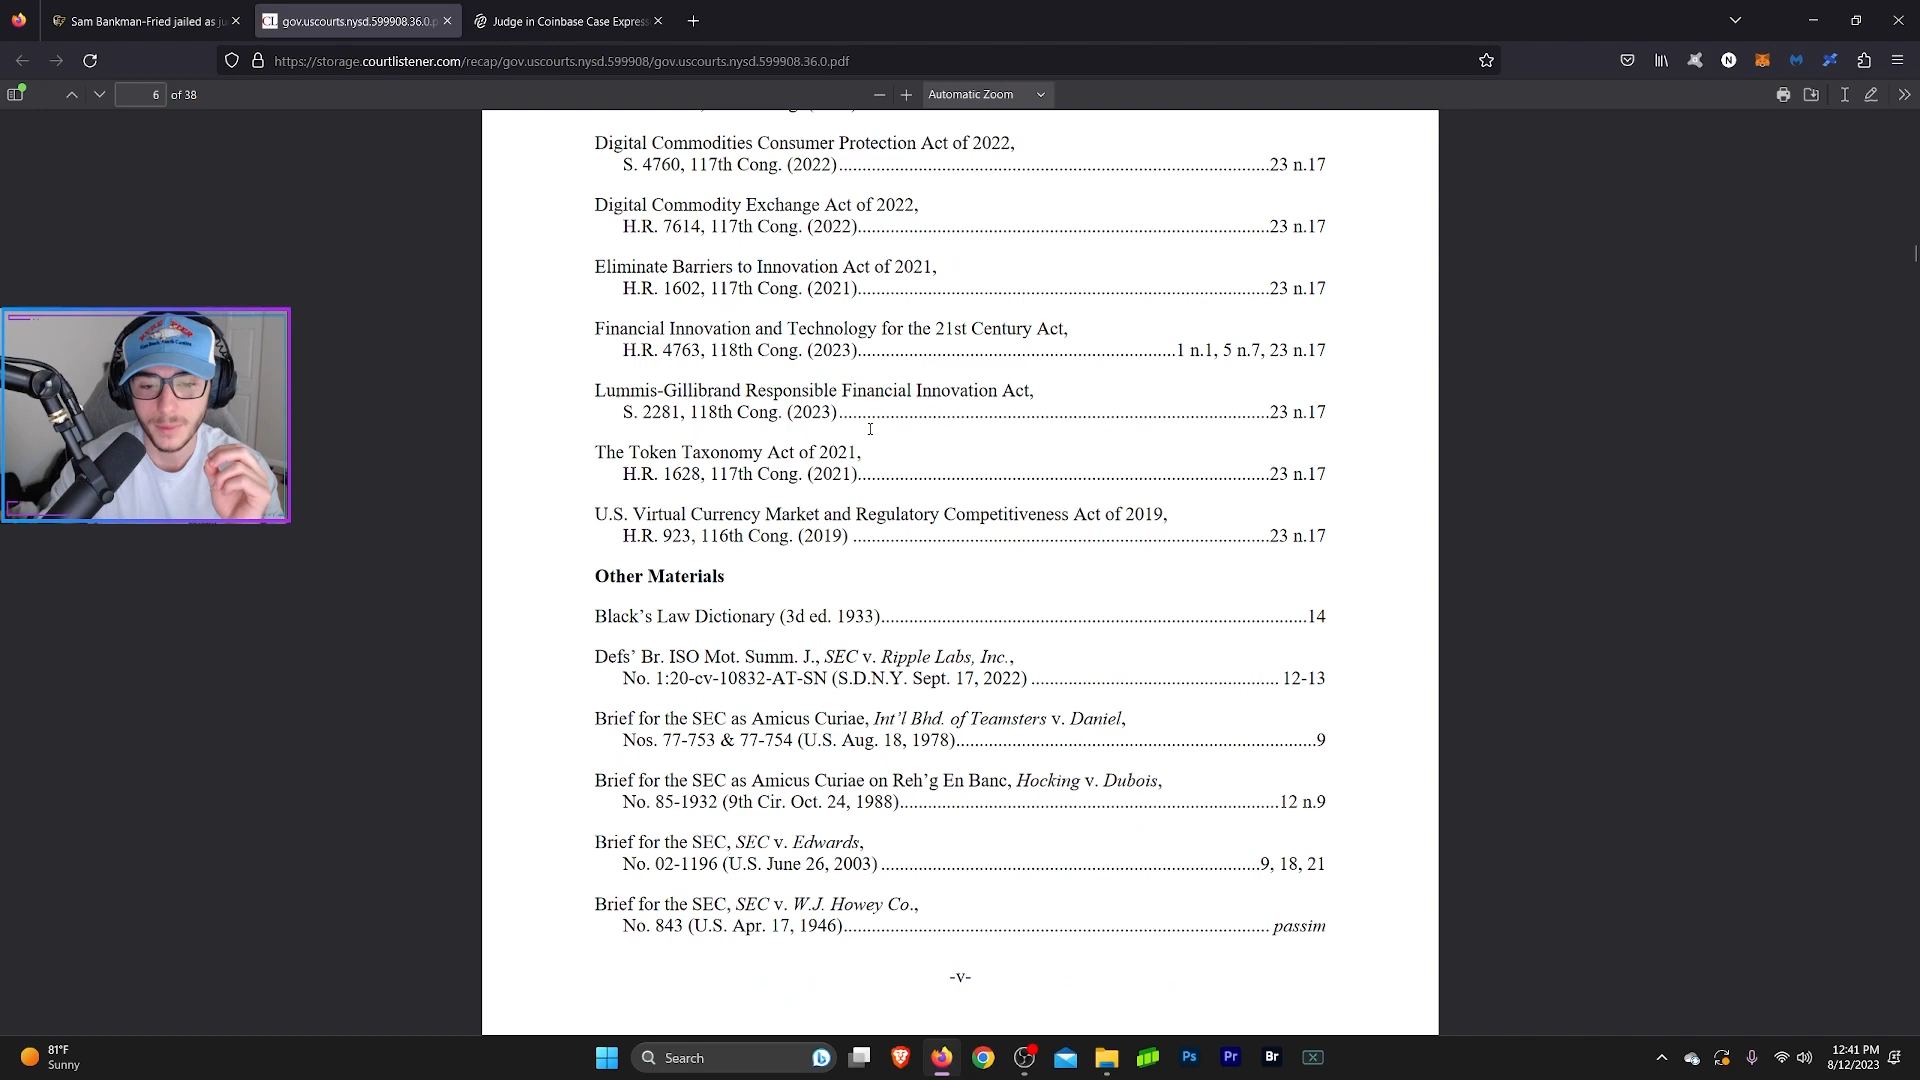 Sam Bankman-Fried jailed as ju
gov.uscourts.nysd.599908.36.0.p
Judge in Coinbase Case Express
https://storage.courtlistener.com/recap/gov.uscourts.nysd.599908/gov.uscourts.nysd.599908.36.0.pdf
6 of 38
Automatic Zoom
Digital Commodities Consumer Protection Act of 2022,
S. 4760, 117th Cong. (2022)....................23 n.17
Digital Commodity Exchange Act of 2022,
H.R. 7614, 117th Cong. (2022)....................23 n.17
Eliminate Barriers to Innovation Act of 2021,
H.R. 1602, 117th Cong. (2021)....................23 n.17
Financial Innovation and Technology for the 21st Century Act,
H.R. 4763, 118th Cong. (2023)....................1 n.1, 5 n.7, 23 n.17
Lummis-Gillibrand Responsible Financial Innovation Act,
S. 2281, 118th Cong. (2023)....................23 n.17
The Token Taxonomy Act of 2021,
H.R. 1628, 117th Cong. (2021)....................23 n.17
U.S. Virtual Currency Market and Regulatory Competitiveness Act of 2019,
H.R. 923, 116th Cong. (2019) ....................23 n.17
Other Materials
Black's Law Dictionary (3d ed. 1933)....................14
Defs' Br. ISO Mot. Summ. J., SEC v. Ripple Labs, Inc.,
No. 1:20-cv-10832-AT-SN (S.D.N.Y. Sept. 17, 2022) .................... 12-13
Brief for the SEC as Amicus Curiae, Int'l Bhd. of Teamsters v. Daniel,
Nos. 77-753 & 77-754 (U.S. Aug. 18, 1978)....................9
Brief for the SEC as Amicus Curiae on Reh'g En Banc, Hocking v. Dubois,
No. 85-1932 (9th Cir. Oct. 24, 1988)....................12 n.9
Brief for the SEC, SEC v. Edwards,
No. 02-1196 (U.S. June 26, 2003) ....................9, 18, 21
Brief for the SEC, SEC v. W.J. Howey Co.,
No. 843 (U.S. Apr. 17, 1946).................... passim
-v-
81°F
Sunny
Search
Ps
Pr
Br
12:41 PM
8/12/2023